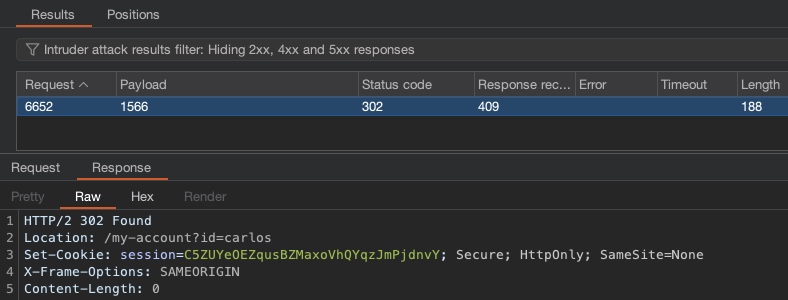 Results Positions
Intruder attack results filter: Hiding 2xx, 4xx and 5xx responses
Request Payload Status code Response rec... Error Timeout Length
6652 1566 302 409 188
Request Response
Pretty Raw Hex Render
1 HTTP/2 302 Found
2 Location: /my-account?id=carlos
3 Set-Cookie: session=C5ZUYeOEZqusBZMaxoVhQYqzJmPjdnvY; Secure; HttpOnly; SameSite=None
4 X-Frame-Options: SAMEORIGIN
5 Content-Length: 0